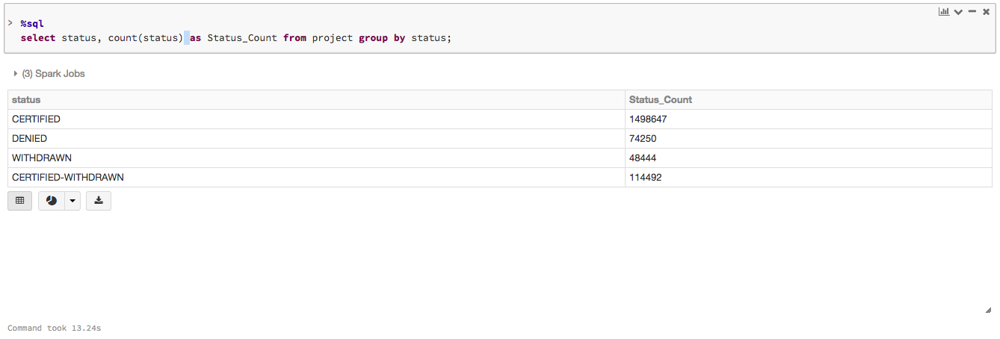 > %sql
select status, count(status) as Status_Count from project group by status;
(3) Spark Jobs
status Status_Count
CERTIFIED 1498647
DENIED 74250
WITHDRAWN 48444
CERTIFIED-WITHDRAWN 114492
Command took 13.24s